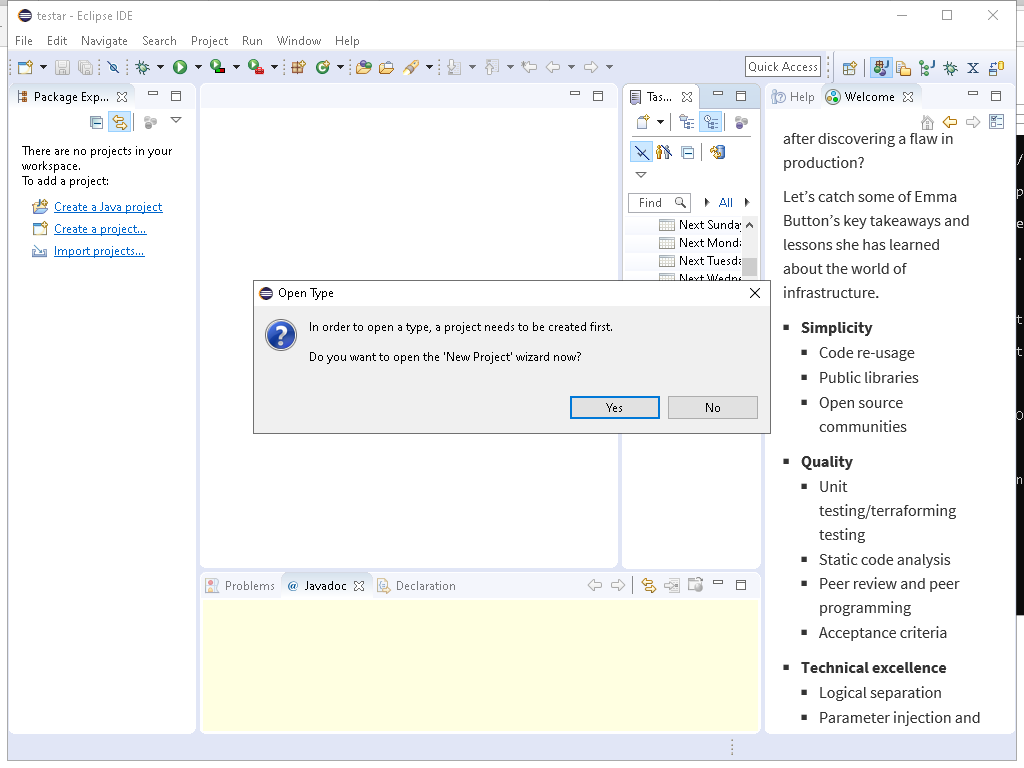 testar - Eclipse IDE
File Edit Navigate Search Project Run Window Help
Quick Access
Package Exp...
There are no projects in your
workspace.
To add a project:
Create a Java project
Create a project...
Import projects...
Tas...
Find
All
Next Sunday
Next Monda
Next Tuesda
Next Wedne
Help
Welcome
after discovering a flaw in
production?
Let's catch some of Emma
Button's key takeaways and
lessons she has learned
about the world of
infrastructure.
Simplicity
Code re-usage
Public libraries
Open source
communities
Quality
Unit
testing/terraforming
testing
Static code analysis
Peer review and peer
programming
Acceptance criteria
Technical excellence
Logical separation
Parameter injection and
Open Type
In order to open a type, a project needs to be created first.
Do you want to open the 'New Project' wizard now?
Yes
No
Problems
@ Javadoc
Declaration